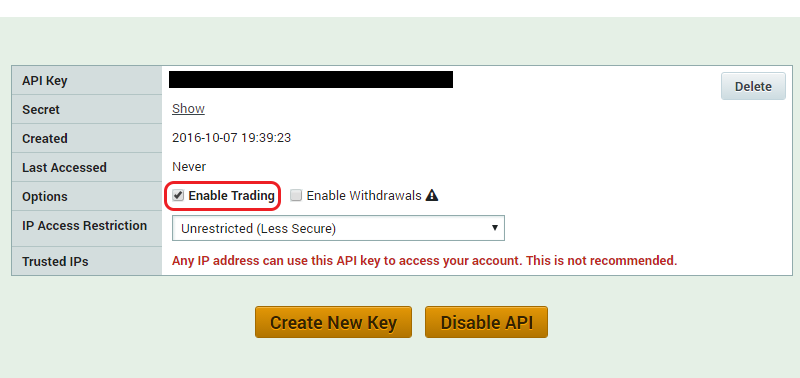 API Key
Delete
Secret Show
Created 2016-10-07 19:39:23
Last Accessed Never
Options Enable Trading Enable Withdrawals
IP Access Restriction Unrestricted (Less Secure)
Trusted IPs Any IP address can use this API key to access your account. This is not recommended.
Create New Key Disable API